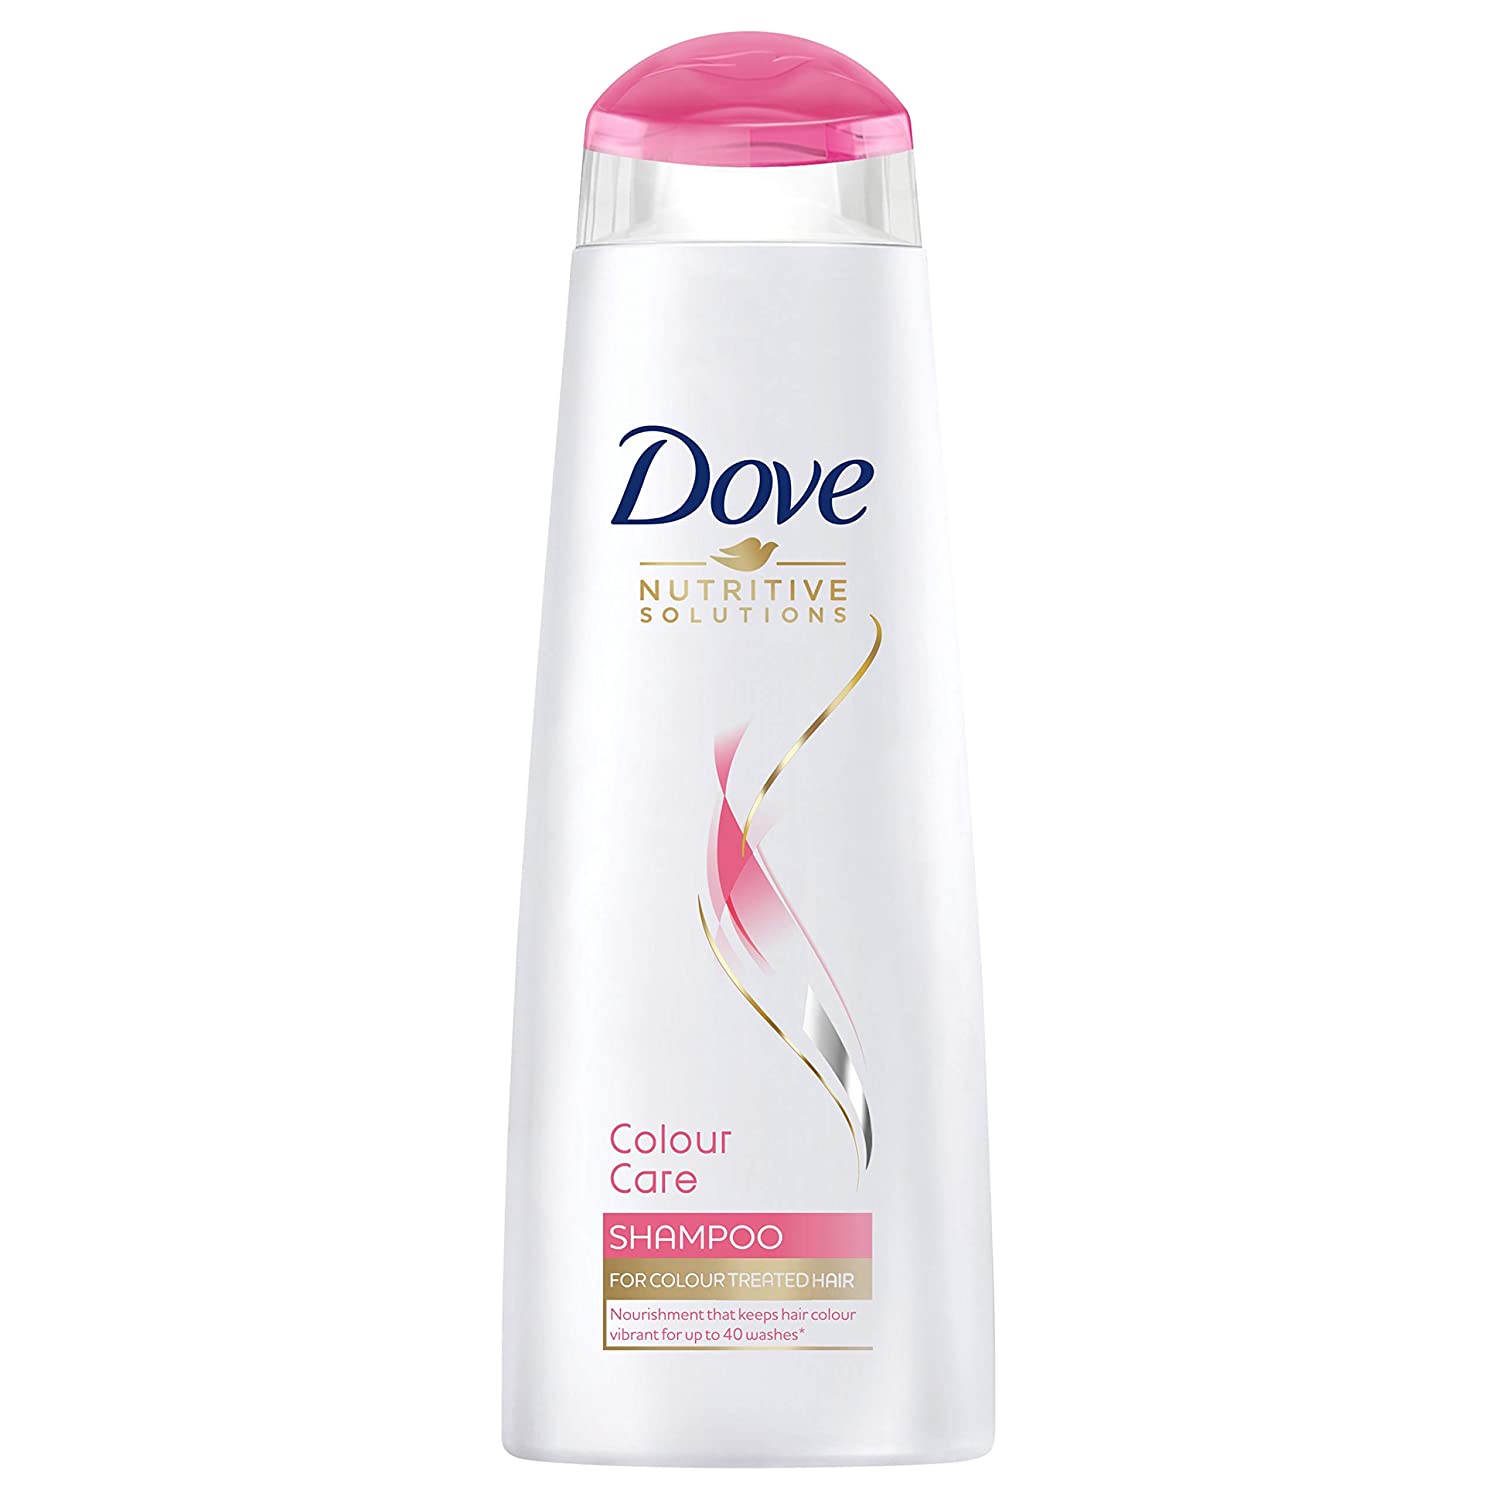 Dove
NUTRITIVE
SOLUTIONS
Colour
Care
SHAMPOO
FOR COLOUR TREATED HAIR
Nourishment that keeps hair colour
vibrant for up to 40 washes*